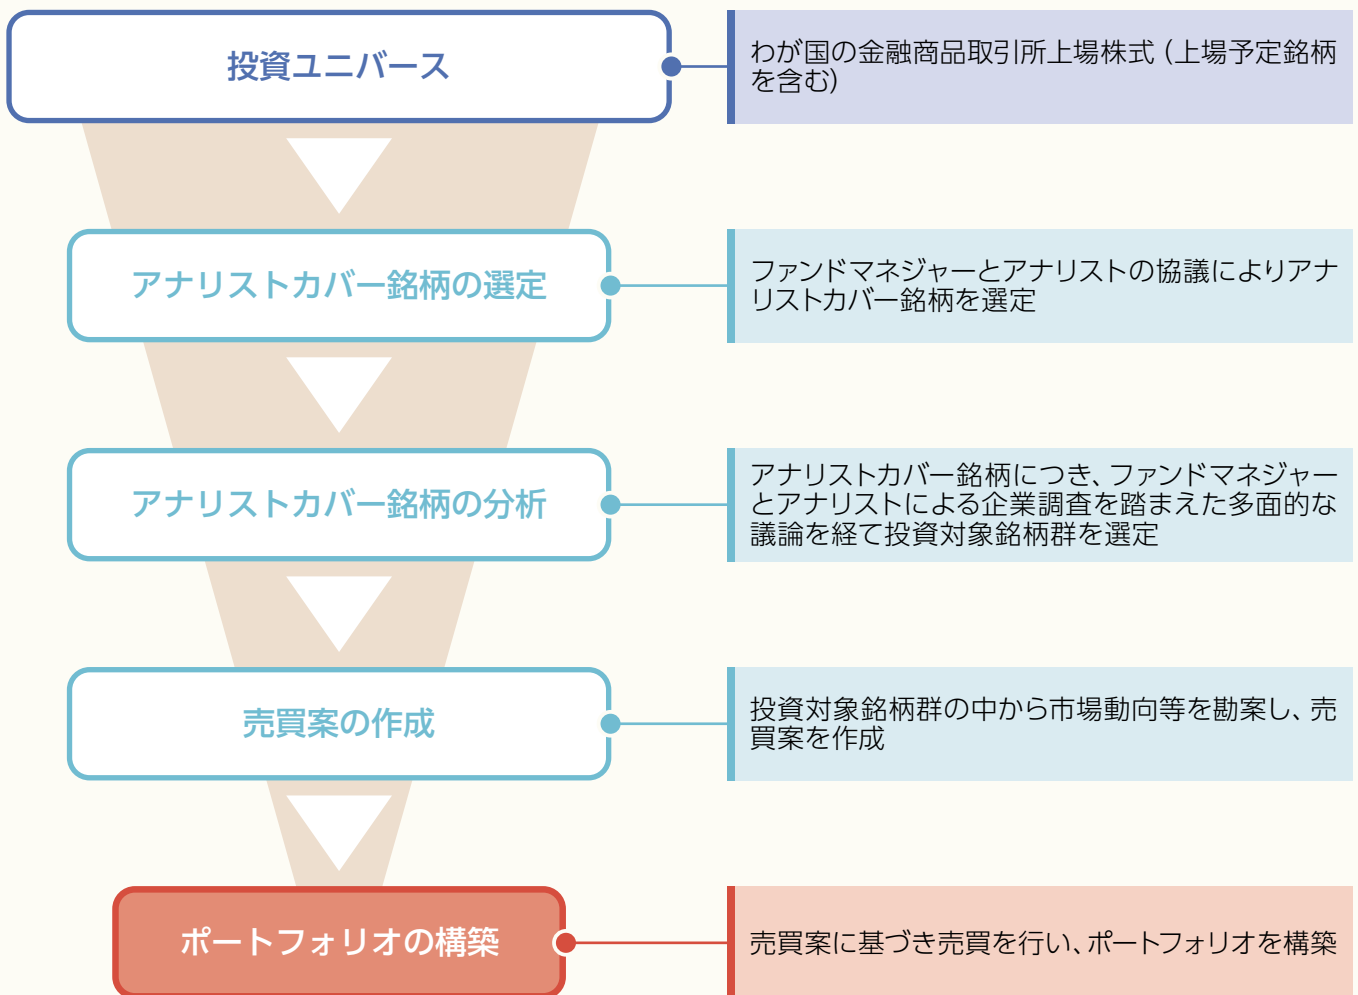 投資ユニバース
わが国の金融商品取引所上場株式（上場予定銘柄
を含む）
アナリストカバー銘柄の選定
ファンドマネジャーとアナリストの協議によりアナ
リストカバー銘柄を選定
アナリストカバー銘柄の分析
アナリストカバー銘柄につき、ファンドマネジャー
とアナリストによる企業調査を踏まえた多面的な
議論を経て投資対象銘柄群を選定
売買案の作成
投資対象銘柄群の中から市場動向等を勘案し、売
買案を作成
ポートフォリオの構築
売買案に基づき売買を行い、ポートフォリオを構築